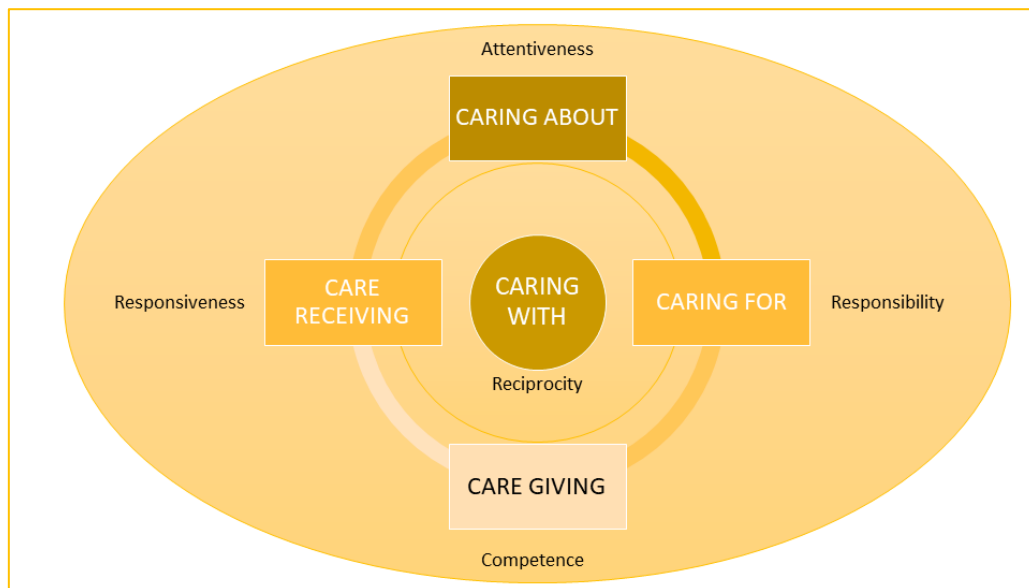 Attentiveness
CARING ABOUT
Responsiveness
CARE
RECEIVING
CARING
WITH
CARING FOR
Responsibility
Reciprocity
CARE GIVING
Competence